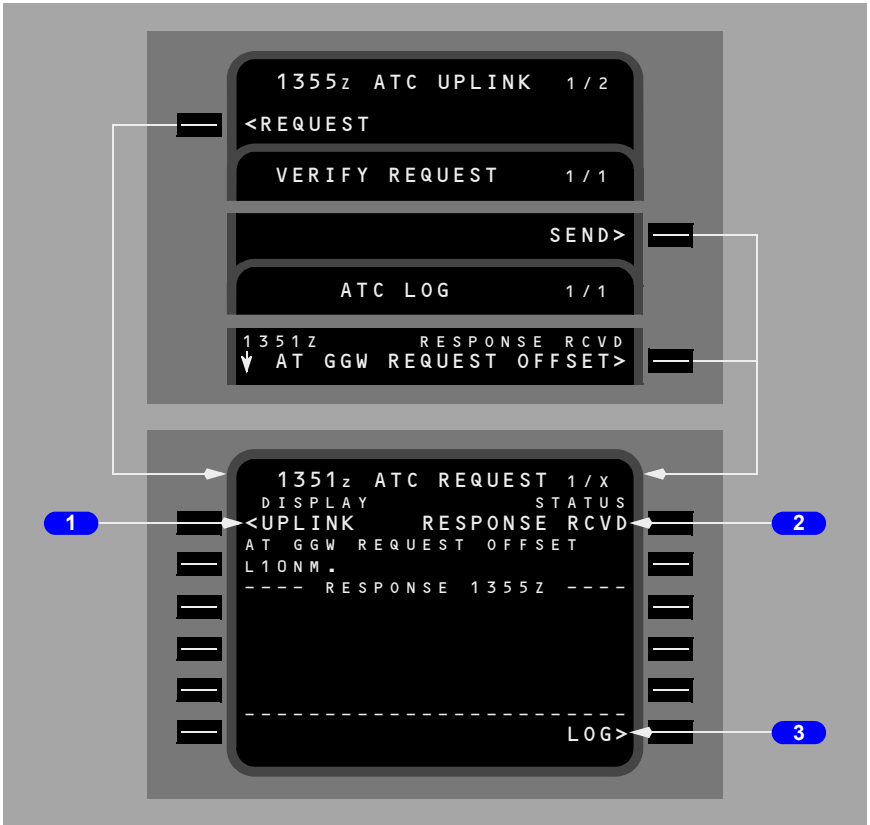 1355z ATC UPLINK 1/2
<REQUEST
VERIFY REQUEST 1/1
SEND>
ATC LOG 1/1
1351Z RESPONSE RCVD
AT GGW REQUEST OFFSET>
1351z ATC REQUEST 1/X
DISPLAY STATUS
1 <UPLINK RESPONSE RCVD 2
AT GGW REQUEST OFFSET
L10NM.
---- RESPONSE 1355Z ----
------------------------
LOG> 3